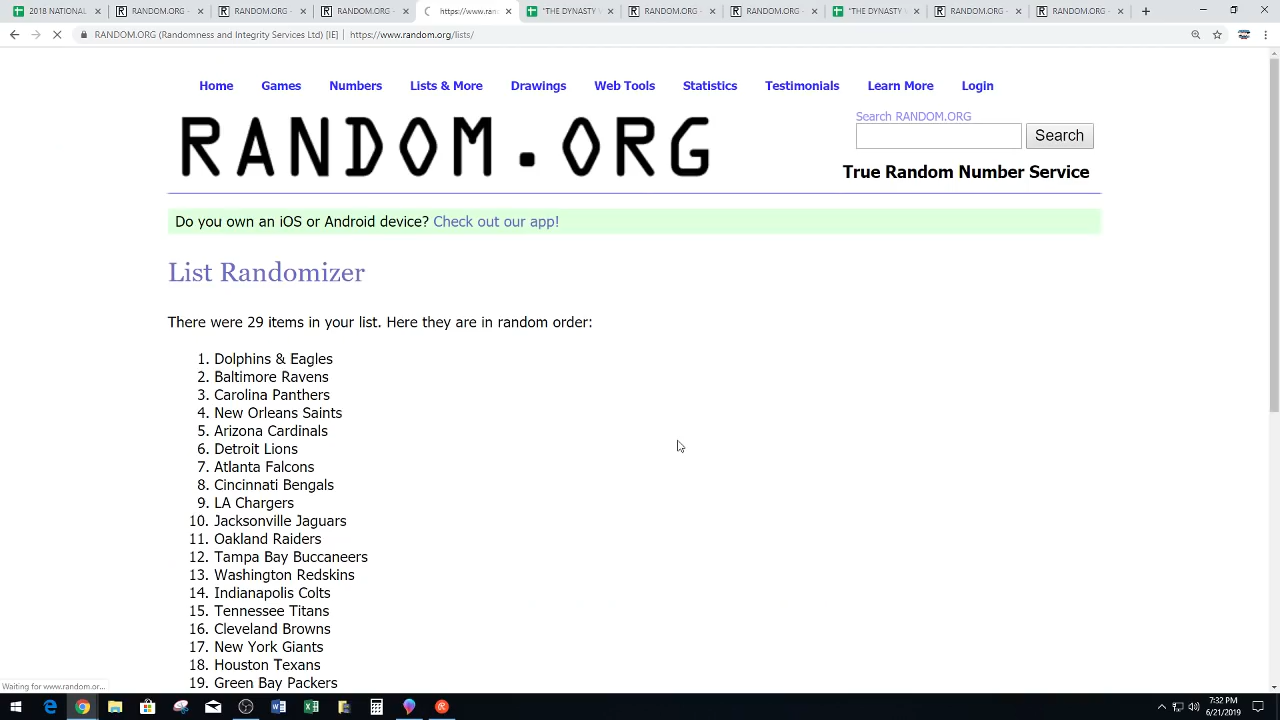 2018 NATIONAL
RANDOM.ORG -
RANDOM.ORG -
RANDOM.ORG -
https://www.ran
"THE DYNASTY
RANDOM.ORG -
RANDOM.ORG -
"THE DYNASTY
RANDOM.ORG -
RANDOM.ORG -
RANDOM.ORG (Randomness and Integrity Services Ltd) [IE] | https://www.random.org/lists/
Home Games Numbers Lists & More Drawings Web Tools Statistics Testimonials Learn More Login
RANDOM.ORG
Search RANDOM.ORG
Search
True Random Number Service
Do you own an iOS or Android device? Check out our app!
List Randomizer
There were 29 items in your list. Here they are in random order:
1. Dolphins & Eagles
2. Baltimore Ravens
3. Carolina Panthers
4. New Orleans Saints
5. Arizona Cardinals
6. Detroit Lions
7. Atlanta Falcons
8. Cincinnati Bengals
9. LA Chargers
10. Jacksonville Jaguars
11. Oakland Raiders
12. Tampa Bay Buccaneers
13. Washington Redskins
14. Indianapolis Colts
15. Tennessee Titans
16. Cleveland Browns
17. New York Giants
18. Houston Texans
19. Green Bay Packers
Waiting for www.random.or...
7:32 PM
6/21/2019